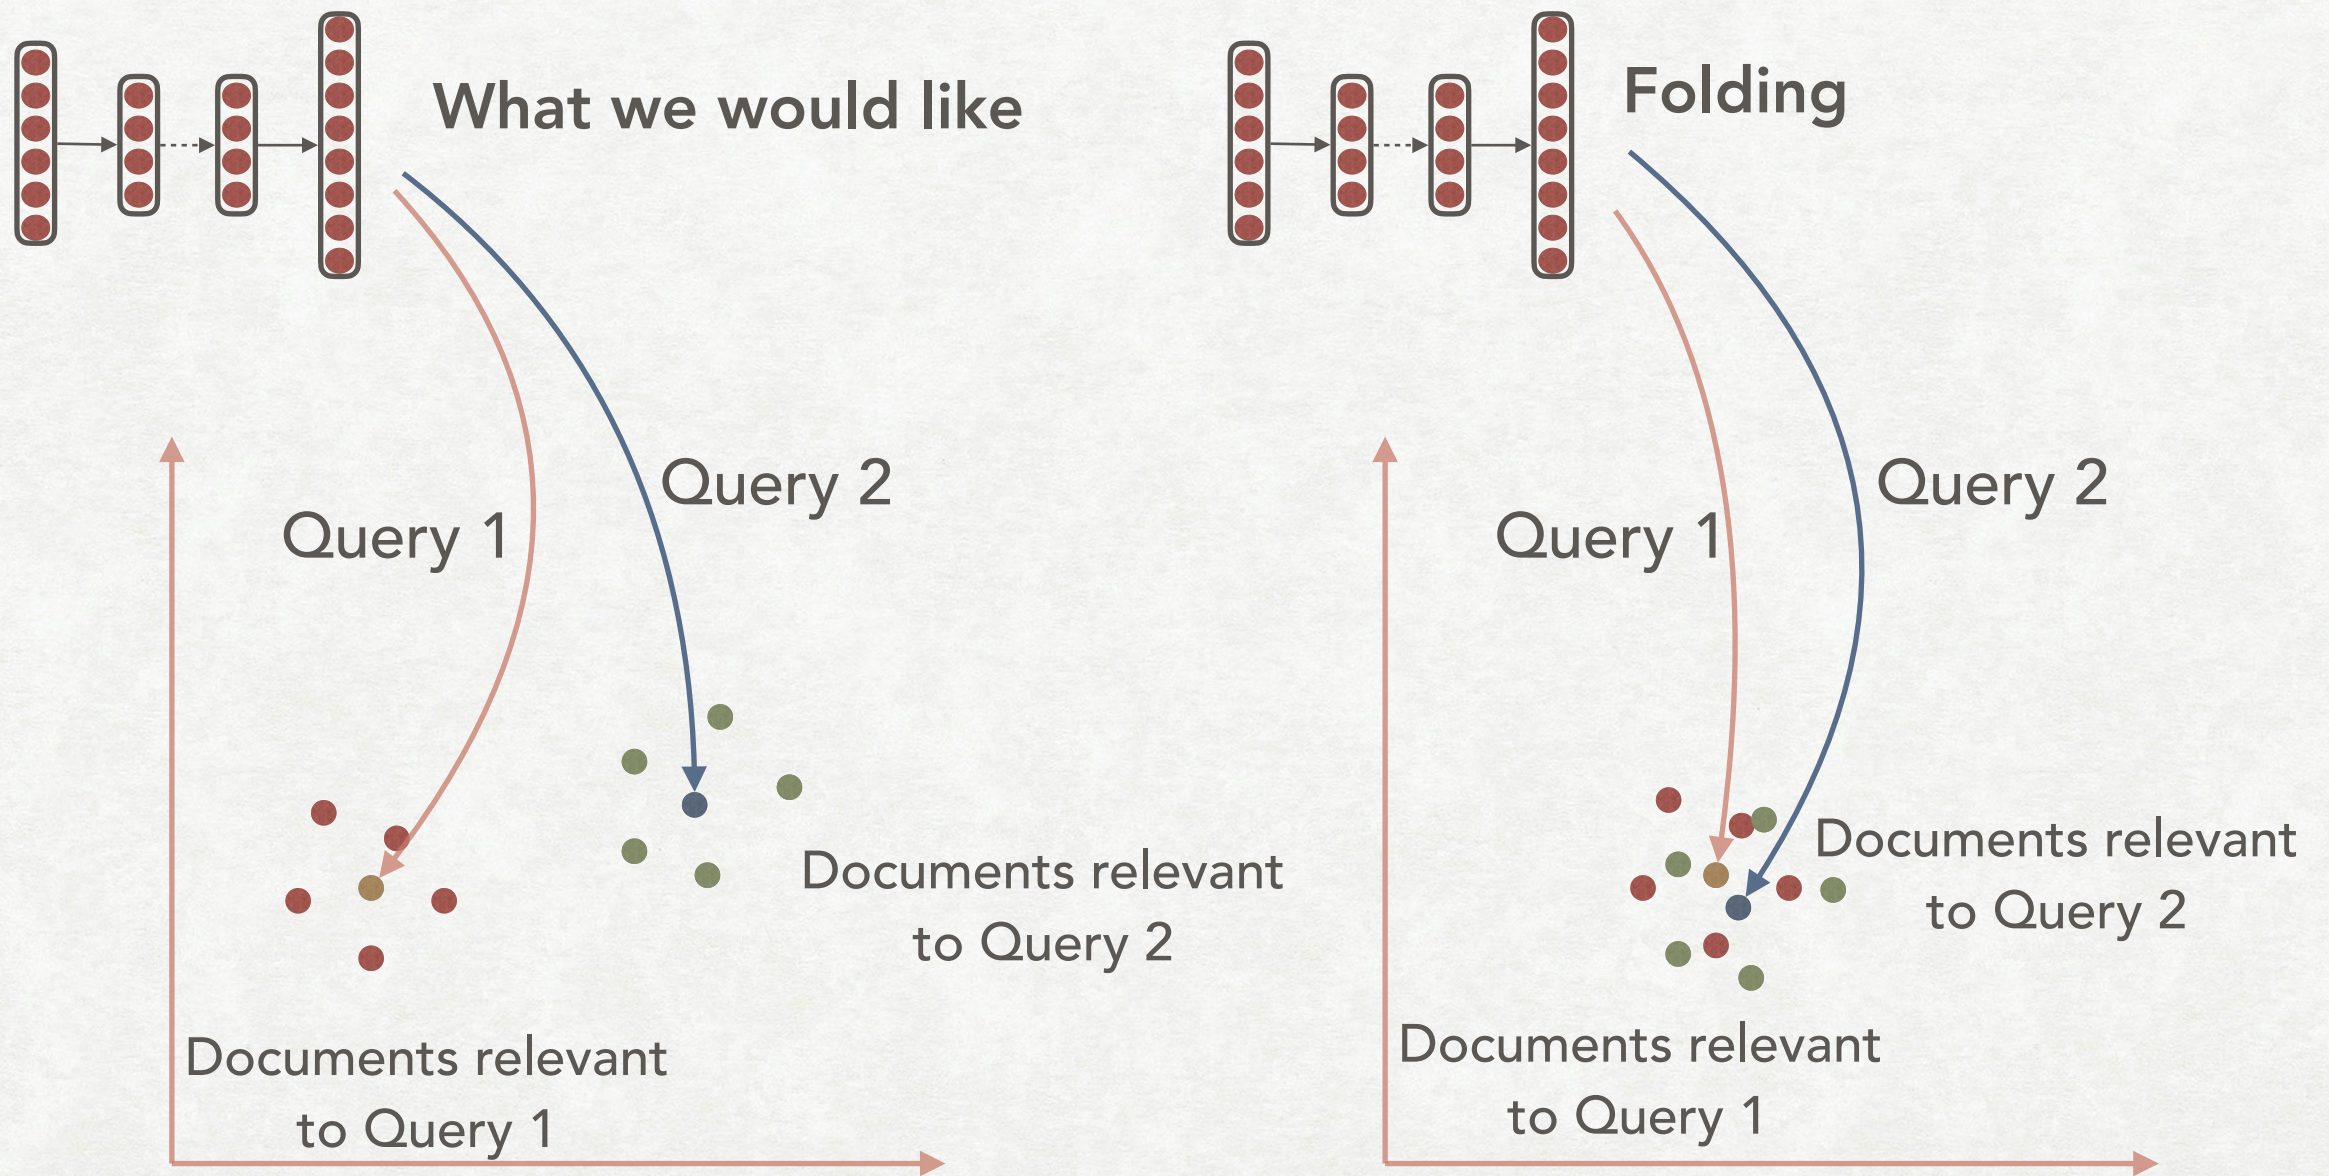 What we would like
Query 1
Query 2
Documents relevant
to Query 2
Documents relevant
to Query 1
Folding
Query 1
Query 2
Documents relevant
to Query 2
Documents relevant
to Query 1